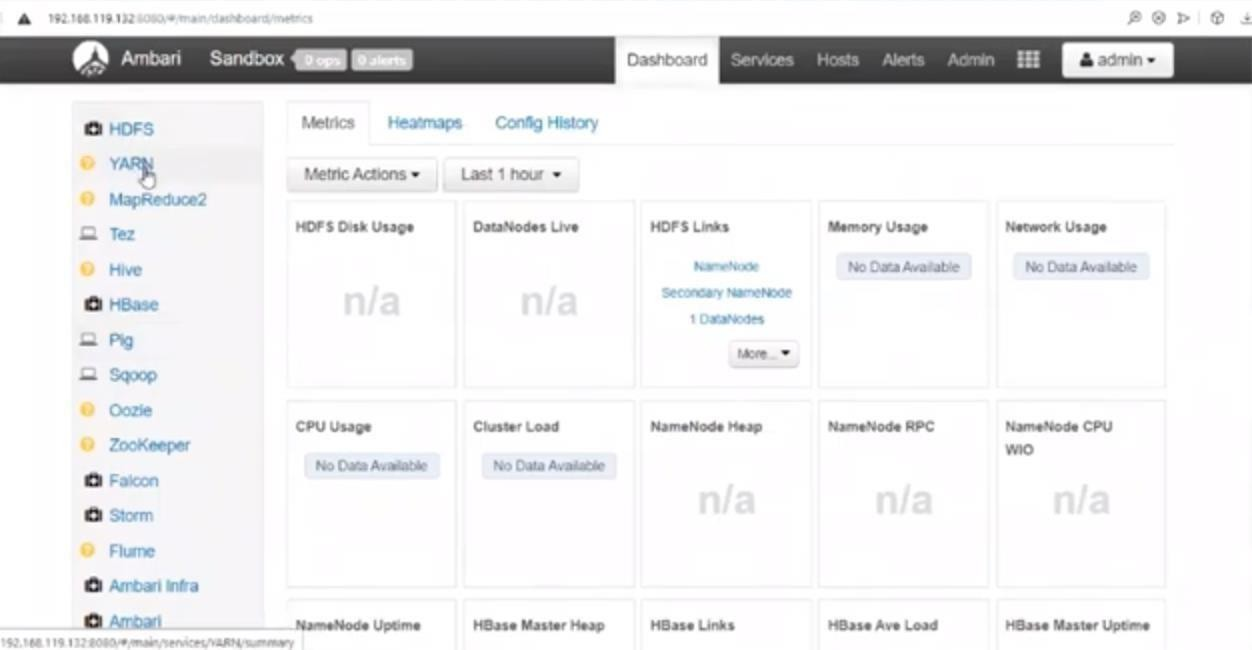 192.168.119.132:8080/#/main/dashboard/metrics
Ambari Sandbox 0 ops 0 alerts Dashboard Services Hosts Alerts Admin admin
HDFS
YARN
MapReduce2
Tez
Hive
HBase
Pig
Sqoop
Oozie
ZooKeeper
Falcon
Storm
Flume
Ambari Infra
Ambari
Metrics Heatmaps Config History
Metric Actions Last 1 hour
HDFS Disk Usage
n/a
DataNodes Live
n/a
HDFS Links
NameNode
Secondary NameNode
1 DataNodes
More...
Memory Usage
No Data Available
Network Usage
No Data Available
CPU Usage
No Data Available
Cluster Load
No Data Available
NameNode Heap
n/a
NameNode RPC
n/a
NameNode CPU
WIO
n/a
NameNode Uptime
HBase Master Heap
HBase Links
HBase Ave Load
HBase Master Uptime
192.168.119.132:8080/#/main/services/YARN/summary